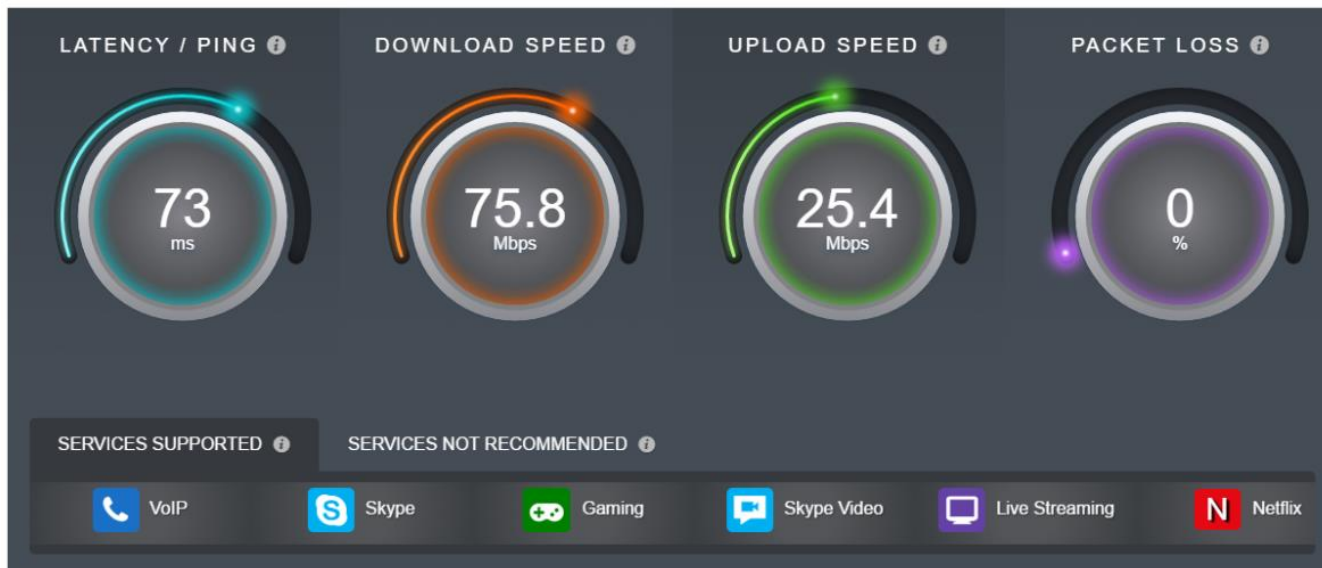 LATENCY / PING
DOWNLOAD SPEED
UPLOAD SPEED
PACKET LOSS
73
ms
75.8
Mbps
25.4
Mbps
0
%
SERVICES SUPPORTED
SERVICES NOT RECOMMENDED
VoIP
Skype
Gaming
Skype Video
Live Streaming
N
Netflix